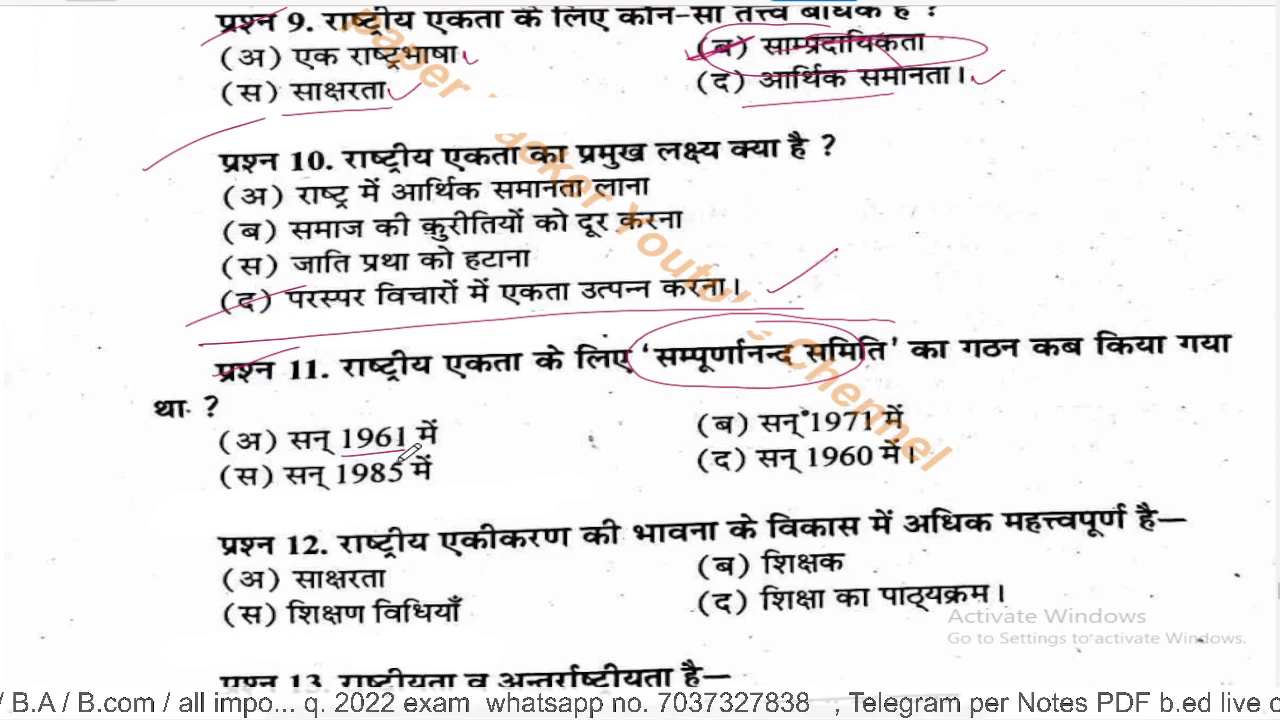 प्रश्न 9. राष्ट्रीय एकता के लिए कौन-सा तत्त्व बाधक है ?
(अ) एक राष्ट्रभाषा (ब) साम्प्रदायिकता
(स) साक्षरता (द) आर्थिक समानता।
प्रश्न 10. राष्ट्रीय एकता का प्रमुख लक्ष्य क्या है ?
(अ) राष्ट्र में आर्थिक समानता लाना
(ब) समाज की कुरीतियों को दूर करना
(स) जाति प्रथा को हटाना
(द) परस्पर विचारों में एकता उत्पन्न करना।
प्रश्न 11. राष्ट्रीय एकता के लिए 'सम्पूर्णानन्द समिति' का गठन कब किया गया
था ?
(अ) सन् 1961 में (ब) सन् 1971 में
(स) सन् 1985 में (द) सन् 1960 में।
प्रश्न 12. राष्ट्रीय एकीकरण की भावना के विकास में अधिक महत्त्वपूर्ण है—
(अ) साक्षरता (ब) शिक्षक
(स) शिक्षण विधियाँ (द) शिक्षा का पाठ्यक्रम।
Activate Windows
Go to Settings to activate Windows.
प्रश्न 13. राष्ट्रीयता व अन्तर्राष्टीयता है—
/ B.A / B.com / all impo... q. 2022 exam whatsapp no. 7037327838 , Telegram per Notes PDF b.ed live